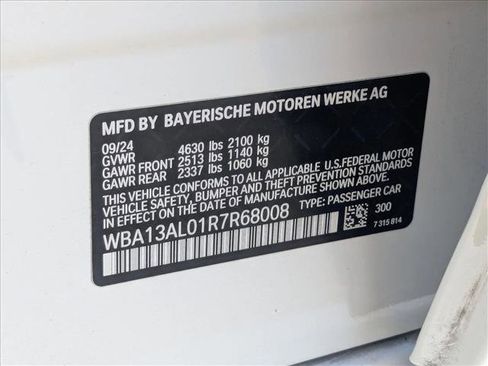 MFD BY BAYERISCHE MOTOREN WERKE AG
09/24
GVWR 4630 lbs 2100 kg
GAWR FRONT 2513 lbs 1140 kg
GAWR REAR 2337 lbs 1060 kg
THIS VEHICLE CONFORMS TO ALL APPLICABLE U.S.FEDERAL MOTOR
VEHICLE SAFETY, BUMPER AND THEFT PREVENTION STANDARDS
IN EFFECT ON THE DATE OF MANUFACTURE SHOWN ABOVE.
WBA13AL01R7R68008 TYPE: PASSENGER CAR
300
7 315 814